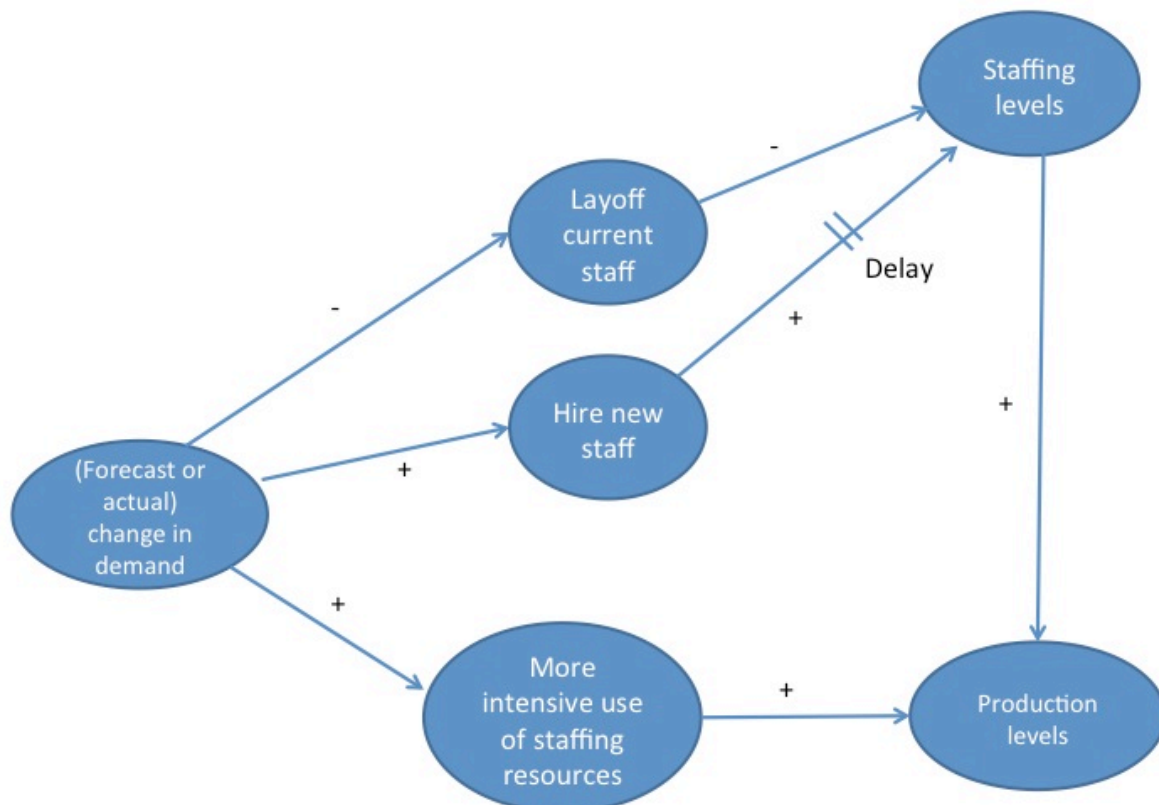 Staffing
levels
-
Layoff
current
staff
Delay
-
+
Hire new
staff
+
+
(Forecast or
actual)
change in
demand
+
More
intensive use
of staffing
resources
+
Production
levels